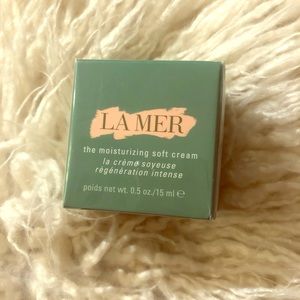 LA MER
the moisturizing soft cream
la crème soyeuse
régénération intense
poids net wt. 0.5 oz./15 ml ℮